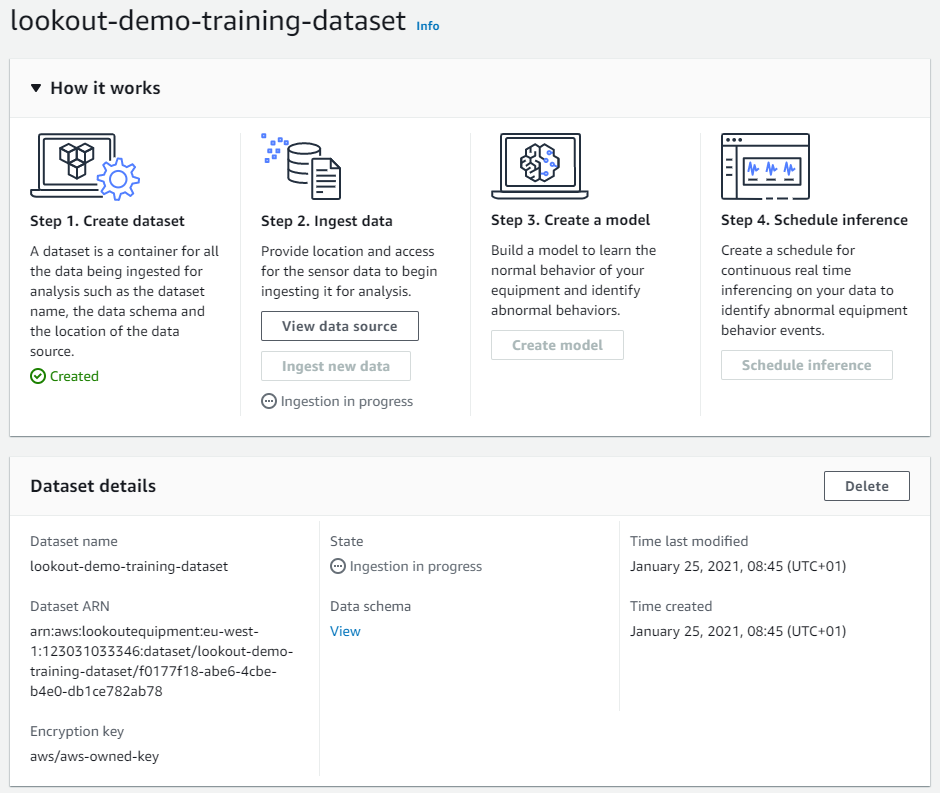 lookout-demo-training-dataset Info
How it works
Step 1. Create dataset
A dataset is a container for all
the data being ingested for
analysis such as the dataset
name, the data schema and
the location of the data
source.
Created
Step 2. Ingest data
Provide location and access
for the sensor data to begin
ingesting it for analysis.
View data source
Ingest new data
Ingestion in progress
Step 3. Create a model
Build a model to learn the
normal behavior of your
equipment and identify
abnormal behaviors.
Create model
Step 4. Schedule inference
Create a schedule for
continuous real time
inferencing on your data to
identify abnormal equipment
behavior events.
Schedule inference
Dataset details
Delete
Dataset name
lookout-demo-training-dataset
Dataset ARN
arn:aws:lookoutequipment:eu-west-
1:123031033346:dataset/lookout-demo-
training-dataset/f0177f18-abe6-4cbe-
b4e0-db1ce782ab78
Encryption key
aws/aws-owned-key
State
Ingestion in progress
Data schema
View
Time last modified
January 25, 2021, 08:45 (UTC+01)
Time created
January 25, 2021, 08:45 (UTC+01)